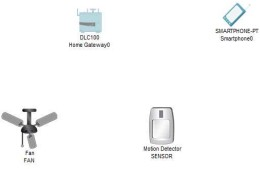 DLC100
Home Gateway0
SMARTPHONE-PT
Smartphone0
Fan
FAN
Motion Detector
SENSOR